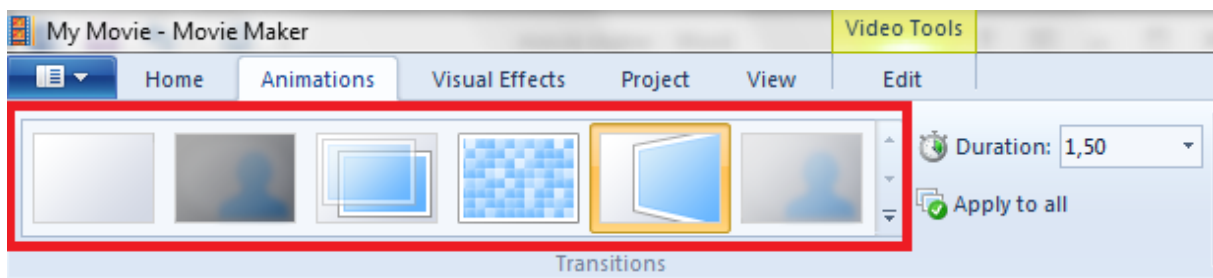 My Movie - Movie Maker
Video Tools
Home
Animations
Visual Effects
Project
View
Edit
Duration: 1,50
Apply to all
Transitions